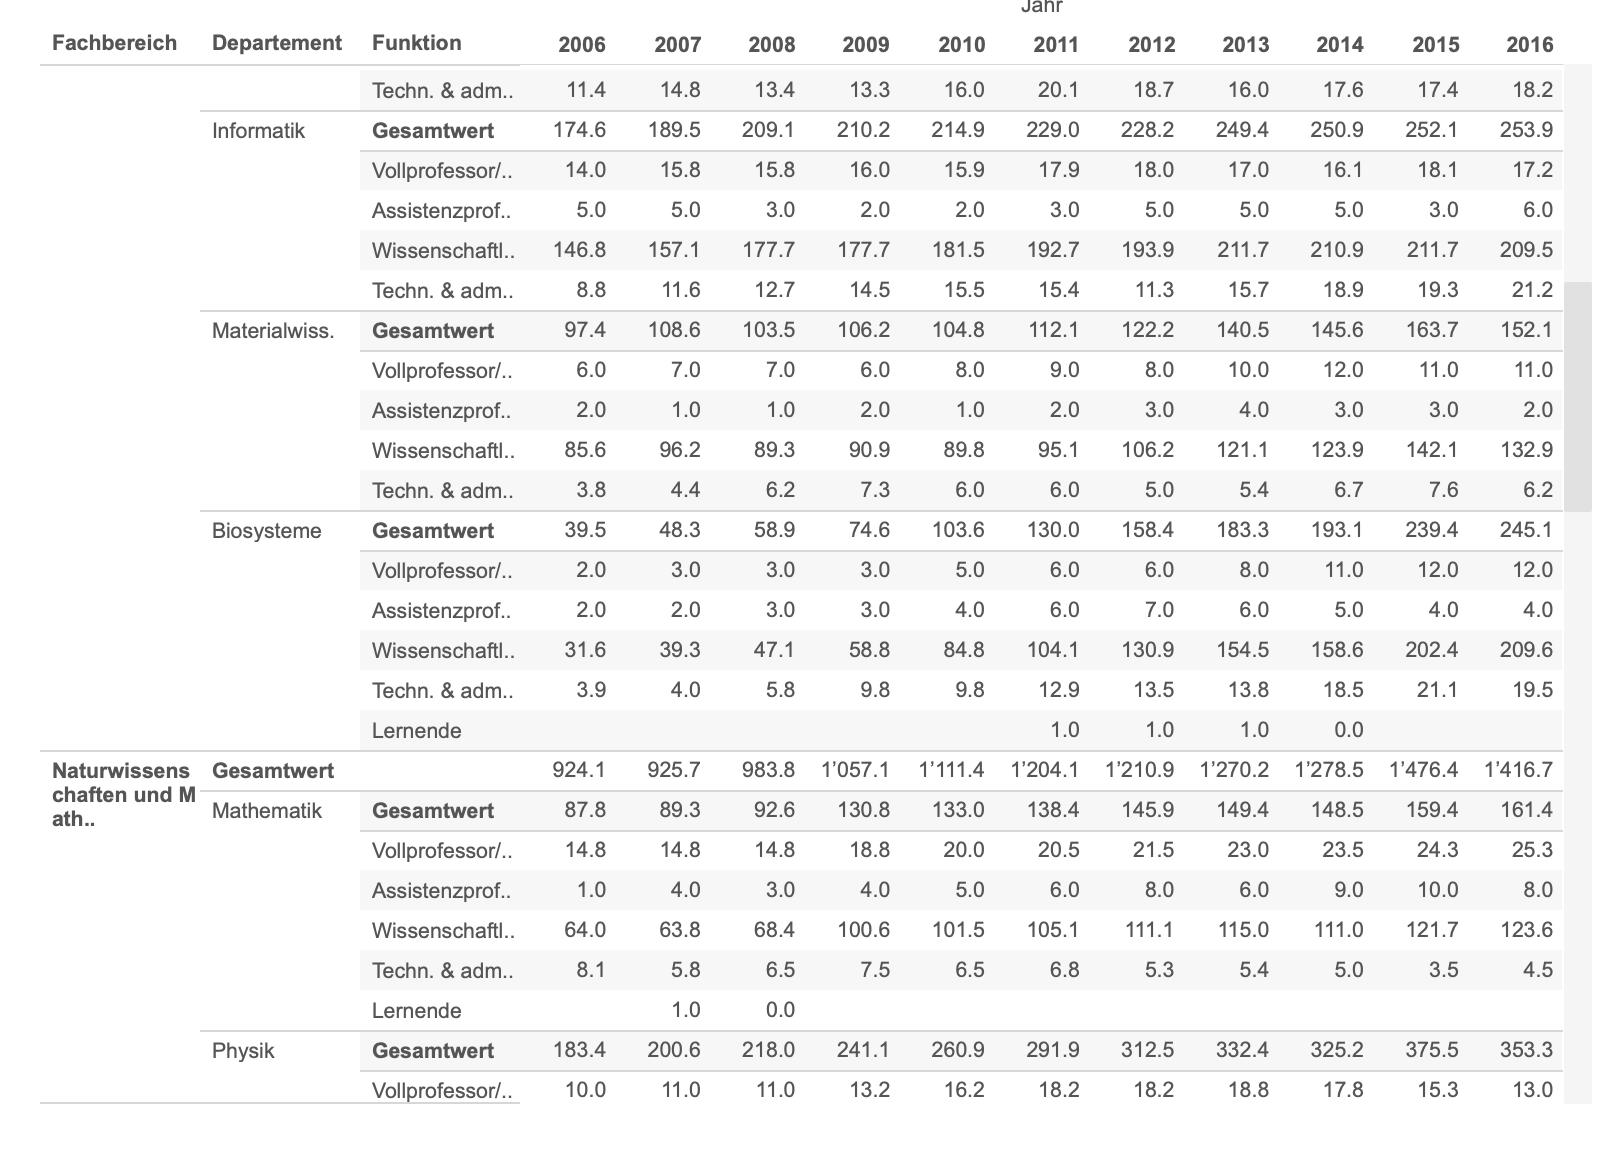 Jahr
Fachbereich Departement Funktion 2006 2007 2008 2009 2010 2011 2012 2013 2014 2015 2016
Techn. & adm.. 11.4 14.8 13.4 13.3 16.0 20.1 18.7 16.0 17.6 17.4 18.2
Informatik Gesamtwert 174.6 189.5 209.1 210.2 214.9 229.0 228.2 249.4 250.9 252.1 253.9
Vollprofessor/.. 14.0 15.8 15.8 16.0 15.9 17.9 18.0 17.0 16.1 18.1 17.2
Assistenzprof.. 5.0 5.0 3.0 2.0 2.0 3.0 5.0 5.0 5.0 3.0 6.0
Wissenschaftl.. 146.8 157.1 177.7 177.7 181.5 192.7 193.9 211.7 210.9 211.7 209.5
Techn. & adm.. 8.8 11.6 12.7 14.5 15.5 15.4 11.3 15.7 18.9 19.3 21.2
Materialwiss. Gesamtwert 97.4 108.6 103.5 106.2 104.8 112.1 122.2 140.5 145.6 163.7 152.1
Vollprofessor/.. 6.0 7.0 7.0 6.0 8.0 9.0 8.0 10.0 12.0 11.0 11.0
Assistenzprof.. 2.0 1.0 1.0 2.0 1.0 2.0 3.0 4.0 3.0 3.0 2.0
Wissenschaftl.. 85.6 96.2 89.3 90.9 89.8 95.1 106.2 121.1 123.9 142.1 132.9
Techn. & adm.. 3.8 4.4 6.2 7.3 6.0 6.0 5.0 5.4 6.7 7.6 6.2
Biosysteme Gesamtwert 39.5 48.3 58.9 74.6 103.6 130.0 158.4 183.3 193.1 239.4 245.1
Vollprofessor/.. 2.0 3.0 3.0 3.0 5.0 6.0 6.0 8.0 11.0 12.0 12.0
Assistenzprof.. 2.0 2.0 3.0 3.0 4.0 6.0 7.0 6.0 5.0 4.0 4.0
Wissenschaftl.. 31.6 39.3 47.1 58.8 84.8 104.1 130.9 154.5 158.6 202.4 209.6
Techn. & adm.. 3.9 4.0 5.8 9.8 9.8 12.9 13.5 13.8 18.5 21.1 19.5
Lernende 1.0 1.0 1.0 0.0
Naturwissens Gesamtwert 924.1 925.7 983.8 1’057.1 1’111.4 1’204.1 1’210.9 1’270.2 1’278.5 1’476.4 1’416.7
chaften und M
ath..
Mathematik Gesamtwert 87.8 89.3 92.6 130.8 133.0 138.4 145.9 149.4 148.5 159.4 161.4
Vollprofessor/.. 14.8 14.8 14.8 18.8 20.0 20.5 21.5 23.0 23.5 24.3 25.3
Assistenzprof.. 1.0 4.0 3.0 4.0 5.0 6.0 8.0 6.0 9.0 10.0 8.0
Wissenschaftl.. 64.0 63.8 68.4 100.6 101.5 105.1 111.1 115.0 111.0 121.7 123.6
Techn. & adm.. 8.1 5.8 6.5 7.5 6.5 6.8 5.3 5.4 5.0 3.5 4.5
Lernende 1.0 0.0
Physik Gesamtwert 183.4 200.6 218.0 241.1 260.9 291.9 312.5 332.4 325.2 375.5 353.3
Vollprofessor/.. 10.0 11.0 11.0 13.2 16.2 18.2 18.2 18.8 17.8 15.3 13.0